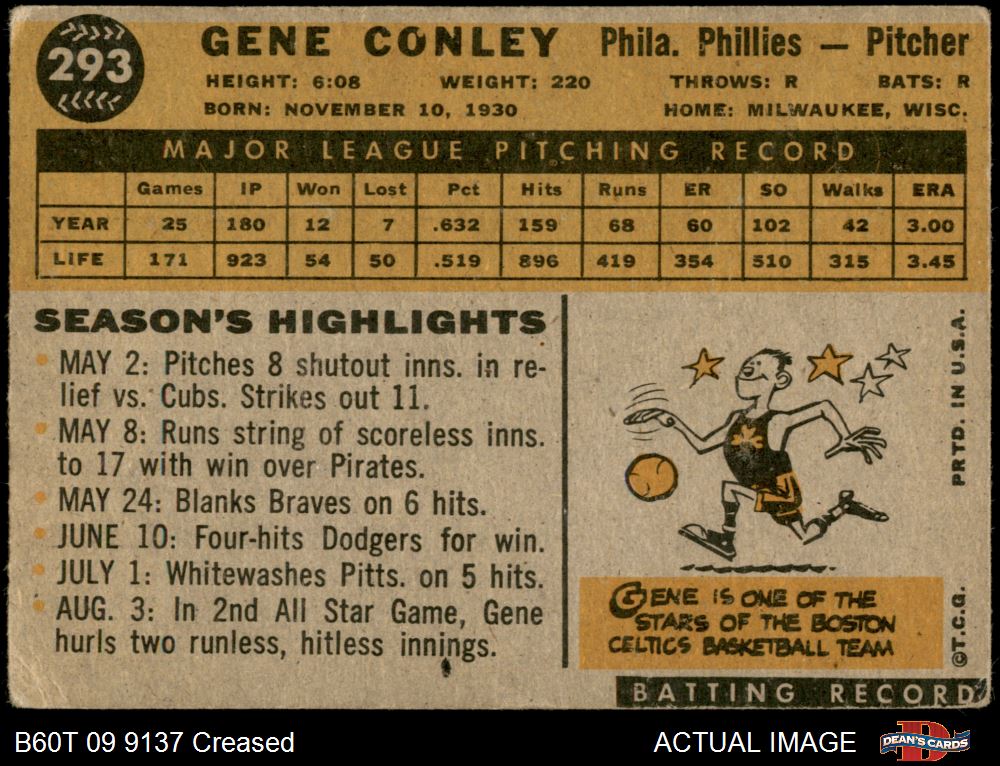 293
GENE CONLEY Phila. Phillies — Pitcher
HEIGHT: 6:08 WEIGHT: 220 THROWS: R BATS: R
BORN: NOVEMBER 10, 1930 HOME: MILWAUKEE, WISC.
MAJOR LEAGUE PITCHING RECORD
Games IP Won Lost Pct Hits Runs ER SO Walks ERA
YEAR 25 180 12 7 .632 159 68 60 102 42 3.00
LIFE 171 923 54 50 .519 896 419 354 510 315 3.45
SEASON'S HIGHLIGHTS
• MAY 2: Pitches 8 shutout inns. in re-
lief vs. Cubs. Strikes out 11.
• MAY 8: Runs string of scoreless inns.
to 17 with win over Pirates.
• MAY 24: Blanks Braves on 6 hits.
• JUNE 10: Four-hits Dodgers for win.
• JULY 1: Whitewashes Pitts. on 5 hits.
• AUG. 3: In 2nd All Star Game, Gene
hurls two runless, hitless innings.
GENE IS ONE OF THE
STARS OF THE BOSTON
CELTICS BASKETBALL TEAM
©T.C.G. PRTD. IN U.S.A.
BATTING RECORD
B60T 09 9137 Creased ACTUAL IMAGE
D
DEAN'S CARDS